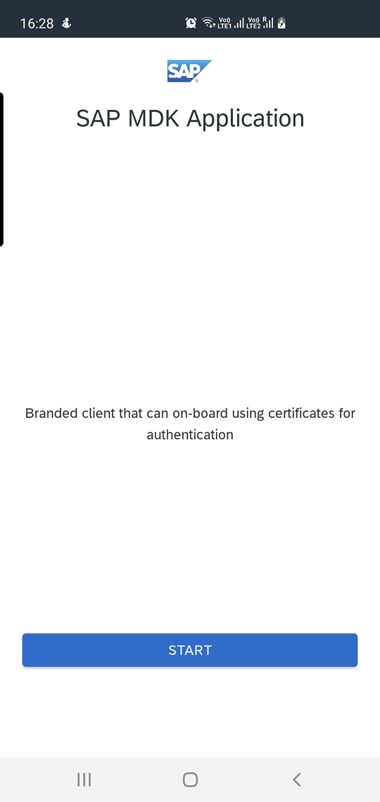 16:28
Vo)) LTE1 Vo)) R LTE2
SAP
SAP MDK Application
Branded client that can on-board using certificates for
authentication
START